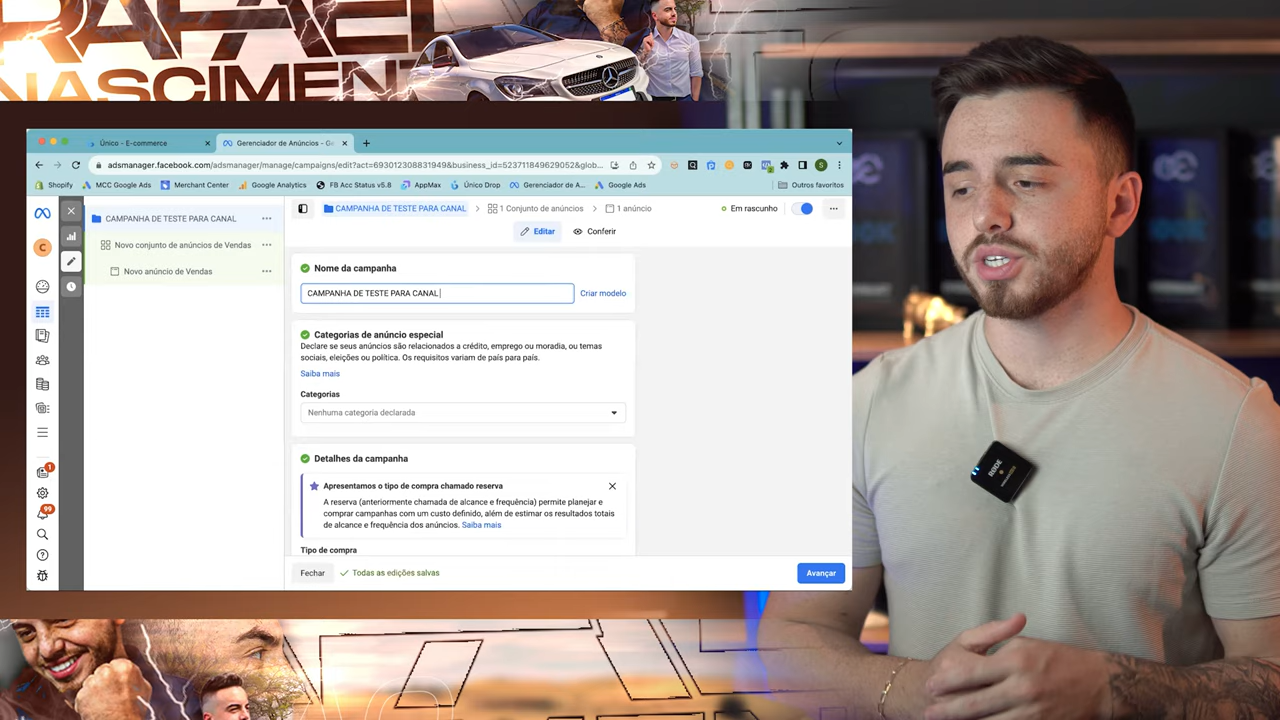 RAFAEL
NASCIMEN
Único - E-commerce
Gerenciador de Anúncios - Ge
adsmanager.facebook.com/adsmanager/manage/campaigns/edit?act=693012308831949&business_id=523711849629052&glob...
Shopify
MCC Google Ads
Merchant Center
Google Analytics
FB Acc Status v5.8
AppMax
Único Drop
Gerenciador de A...
Google Ads
Outros favoritos
CAMPANHA DE TESTE PARA CANAL
Novo conjunto de anúncios de Vendas
Novo anúncio de Vendas
CAMPANHA DE TESTE PARA CANAL
1 Conjunto de anúncios
1 anúncio
Em rascunho
Editar
Conferir
Nome da campanha
CAMPANHA DE TESTE PARA CANAL
Criar modelo
Categorias de anúncio especial
Declare se seus anúncios são relacionados a crédito, emprego ou moradia, ou temas
sociais, eleições ou política. Os requisitos variam de país para país.
Saiba mais
Categorias
Nenhuma categoria declarada
Detalhes da campanha
Apresentamos o tipo de compra chamado reserva
A reserva (anteriormente chamada de alcance e frequência) permite planejar e
comprar campanhas com um custo definido, além de estimar os resultados totais
de alcance e frequência dos anúncios. Saiba mais
Tipo de compra
Fechar
Todas as edições salvas
Avançar
C
1
99
S
RØDE